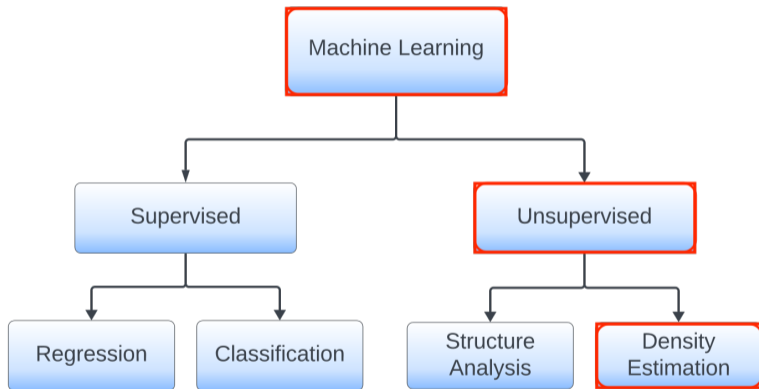 Machine Learning
Supervised
Unsupervised
Regression
Classification
Structure
Analysis
Density
Estimation